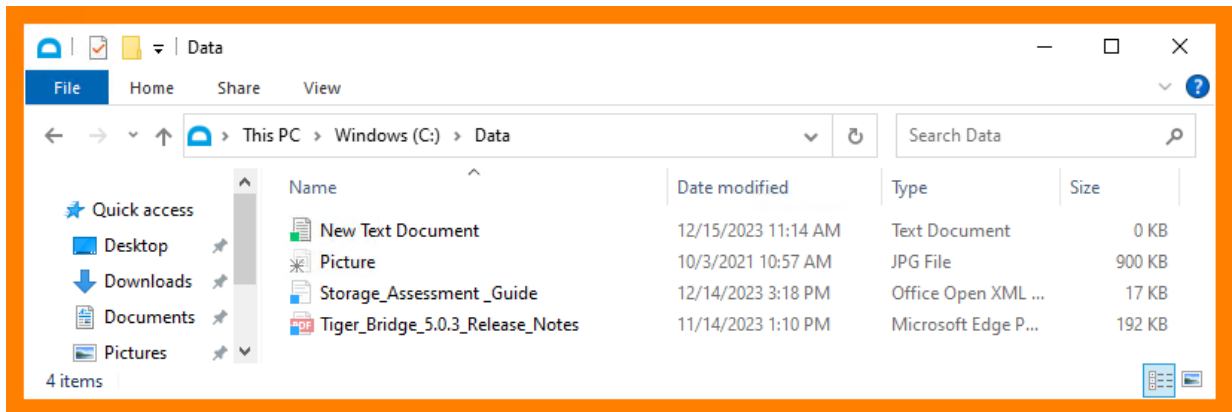 Data
File Home Share View ?
This PC > Windows (C:) > Data Search Data
Name Date modified Type Size
Quick access
Desktop
Downloads
Documents
Pictures
New Text Document 12/15/2023 11:14 AM Text Document 0 KB
Picture 10/3/2021 10:57 AM JPG File 900 KB
Storage_Assessment _Guide 12/14/2023 3:18 PM Office Open XML ... 17 KB
PDF Tiger_Bridge_5.0.3_Release_Notes 11/14/2023 1:10 PM Microsoft Edge P... 192 KB
4 items